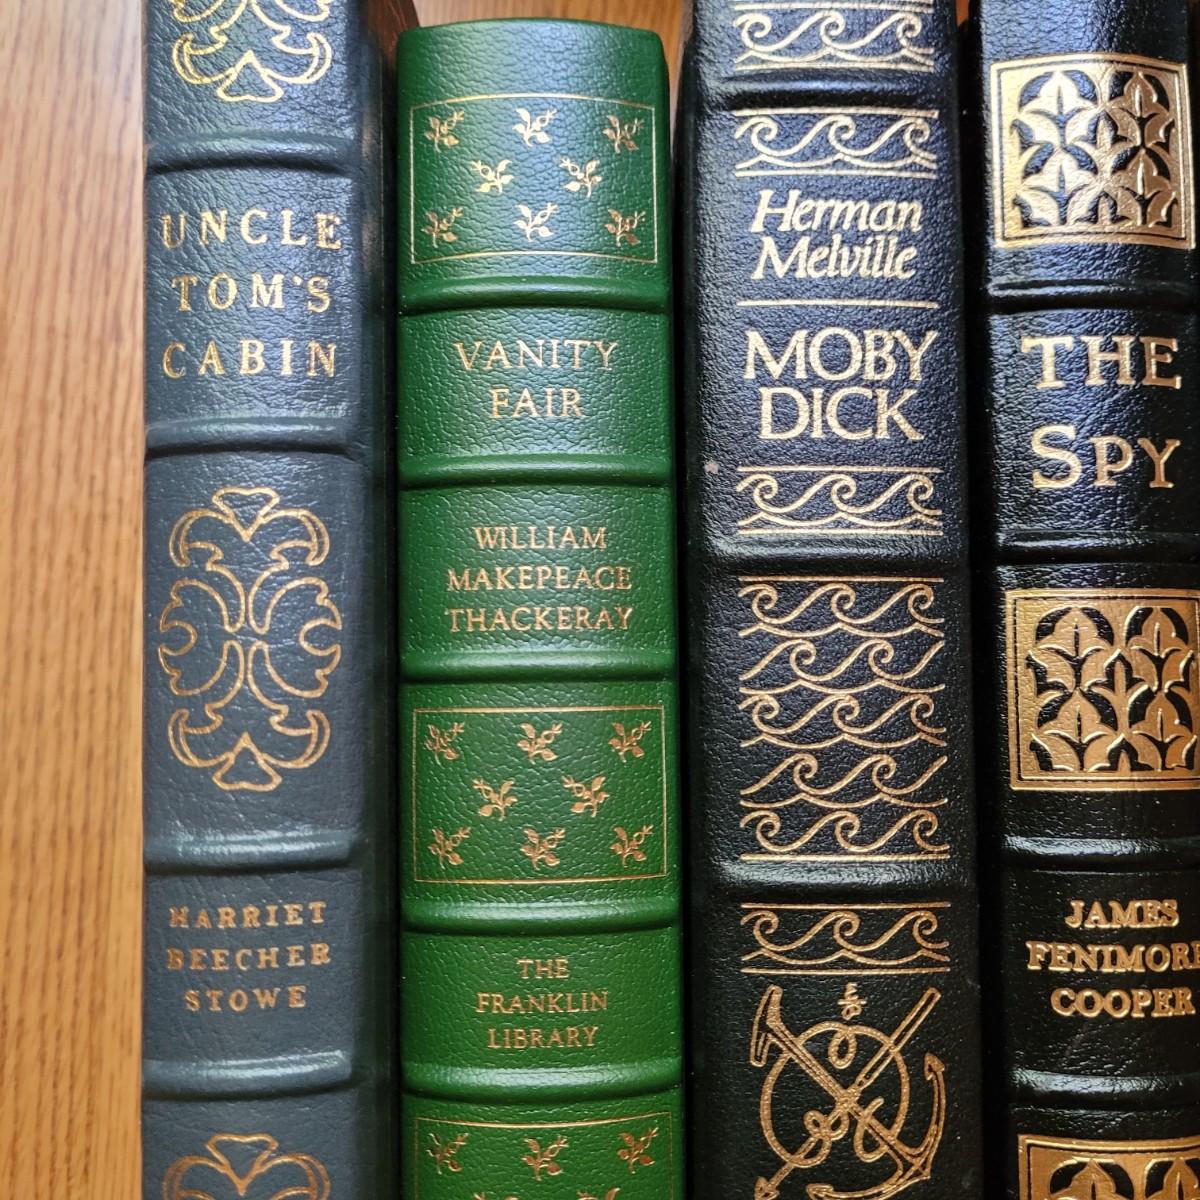 UNCLE
TOM'S
CABIN
HARRIET
BEECHER
STOWE
VANITY
FAIR
WILLIAM
MAKEPEACE
THACKERAY
THE
FRANKLIN
LIBRARY
Herman
Melville
MOBY
DICK
THE
SPY
JAMES
FENIMORE
COOPER